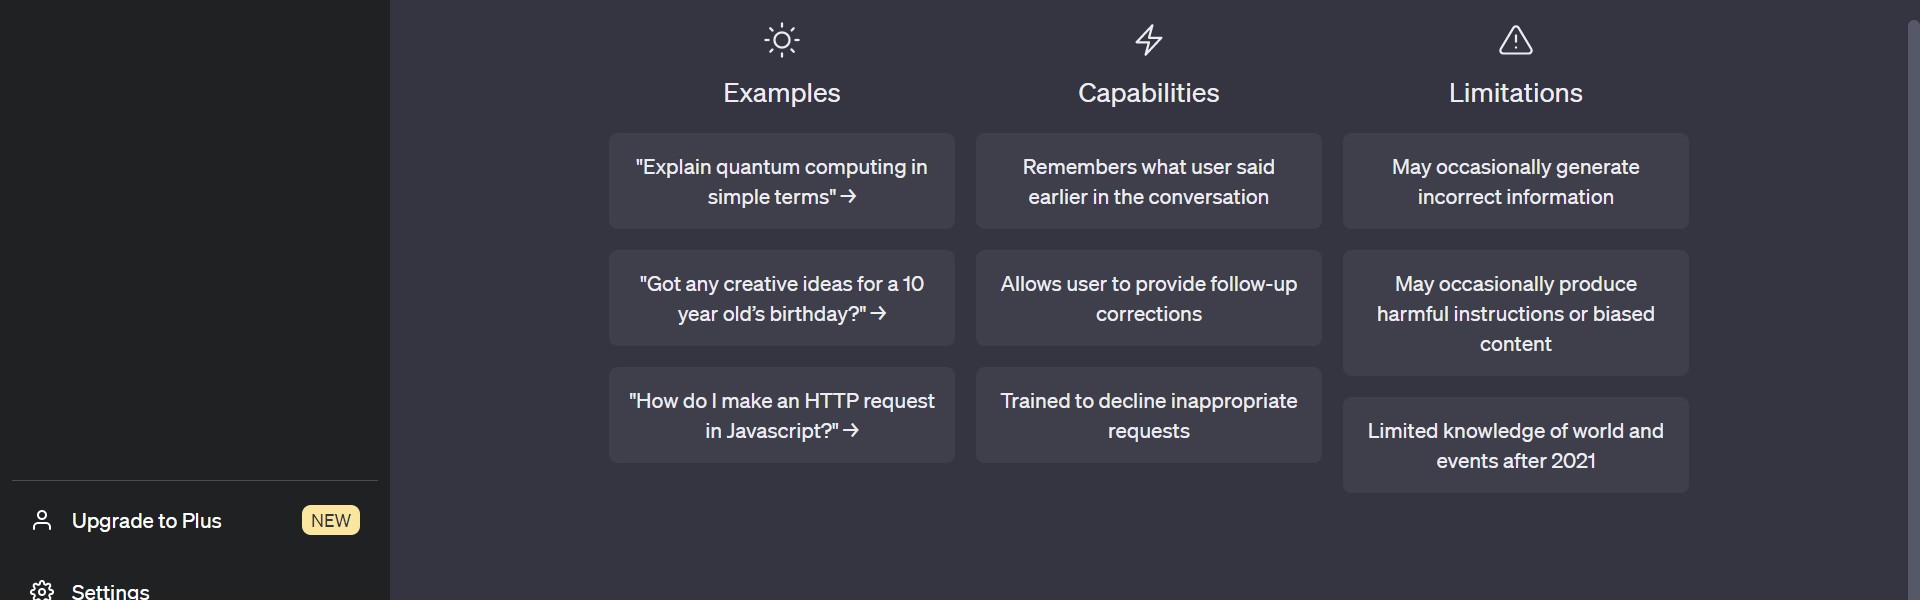 Examples
"Explain quantum computing in
simple terms" →
"Got any creative ideas for a 10
year old’s birthday?" →
"How do I make an HTTP request
in Javascript?" →
Capabilities
Remembers what user said
earlier in the conversation
Allows user to provide follow-up
corrections
Trained to decline inappropriate
requests
Limitations
May occasionally generate
incorrect information
May occasionally produce
harmful instructions or biased
content
Limited knowledge of world and
events after 2021
Upgrade to Plus NEW
Settings